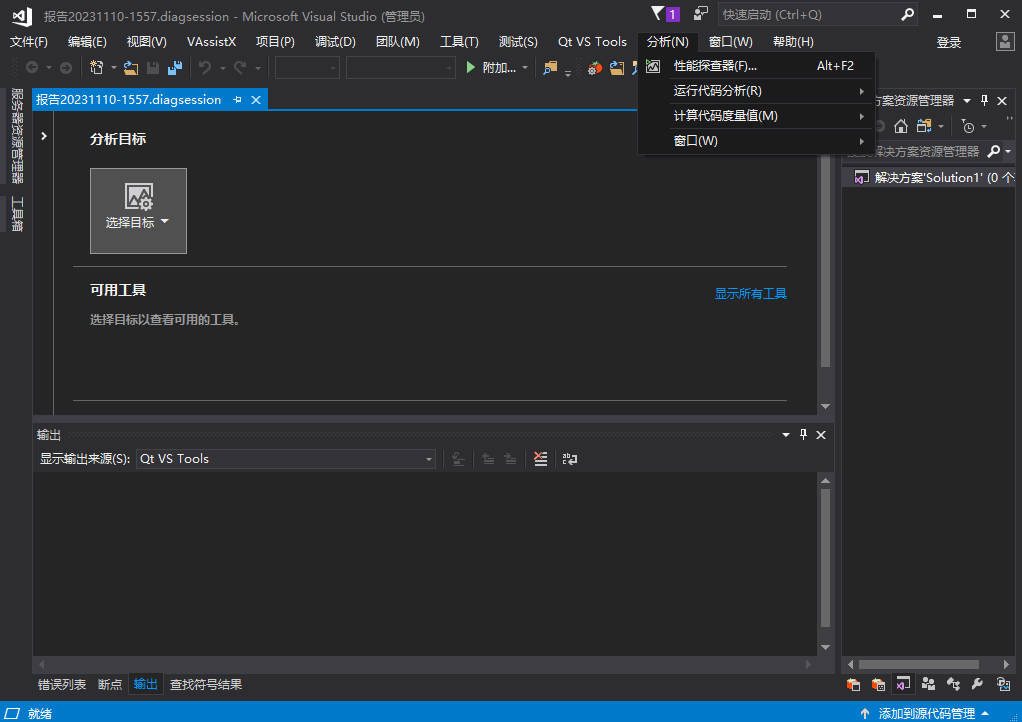 报告20231110-1557.diagsession - Microsoft Visual Studio (管理员)
1
快速启动 (Ctrl+Q)
文件(F) 编辑(E) 视图(V) VAssistX 项目(P) 调试(D) 团队(M) 工具(T) 测试(S) Qt VS Tools 分析(N) 窗口(W) 帮助(H) 登录
附加...
性能探查器(F)... Alt+F2
运行代码分析(R)
计算代码度量值(M)
窗口(W)
服务器资源管理器
工具箱
报告20231110-1557.diagsession
方案资源管理器
解决方案资源管理器
解决方案'Solution1' (0 个
分析目标
选择目标
可用工具
显示所有工具
选择目标以查看可用的工具。
输出
显示输出来源(S): Qt VS Tools
错误列表 断点 输出 查找符号结果
就绪
添加到源代码管理